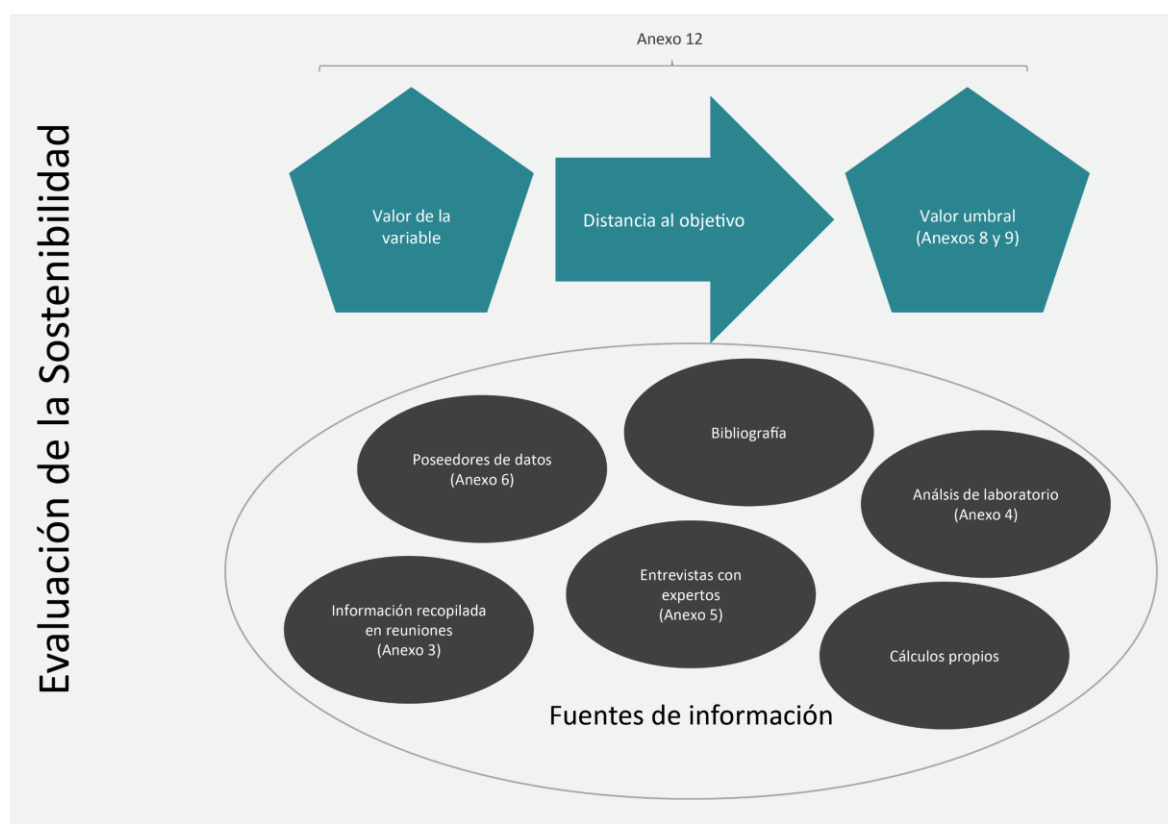 Evaluación de la Sostenibilidad
Anexo 12
Valor de la
variable
Distancia al objetivo
Valor umbral
(Anexos 8 y 9)
Bibliografía
Poseedores de datos
(Anexo 6)
Análsis de laboratorio
(Anexo 4)
Entrevistas con
expertos
(Anexo 5)
Información recopilada
en reuniones
(Anexo 3)
Cálculos propios
Fuentes de información